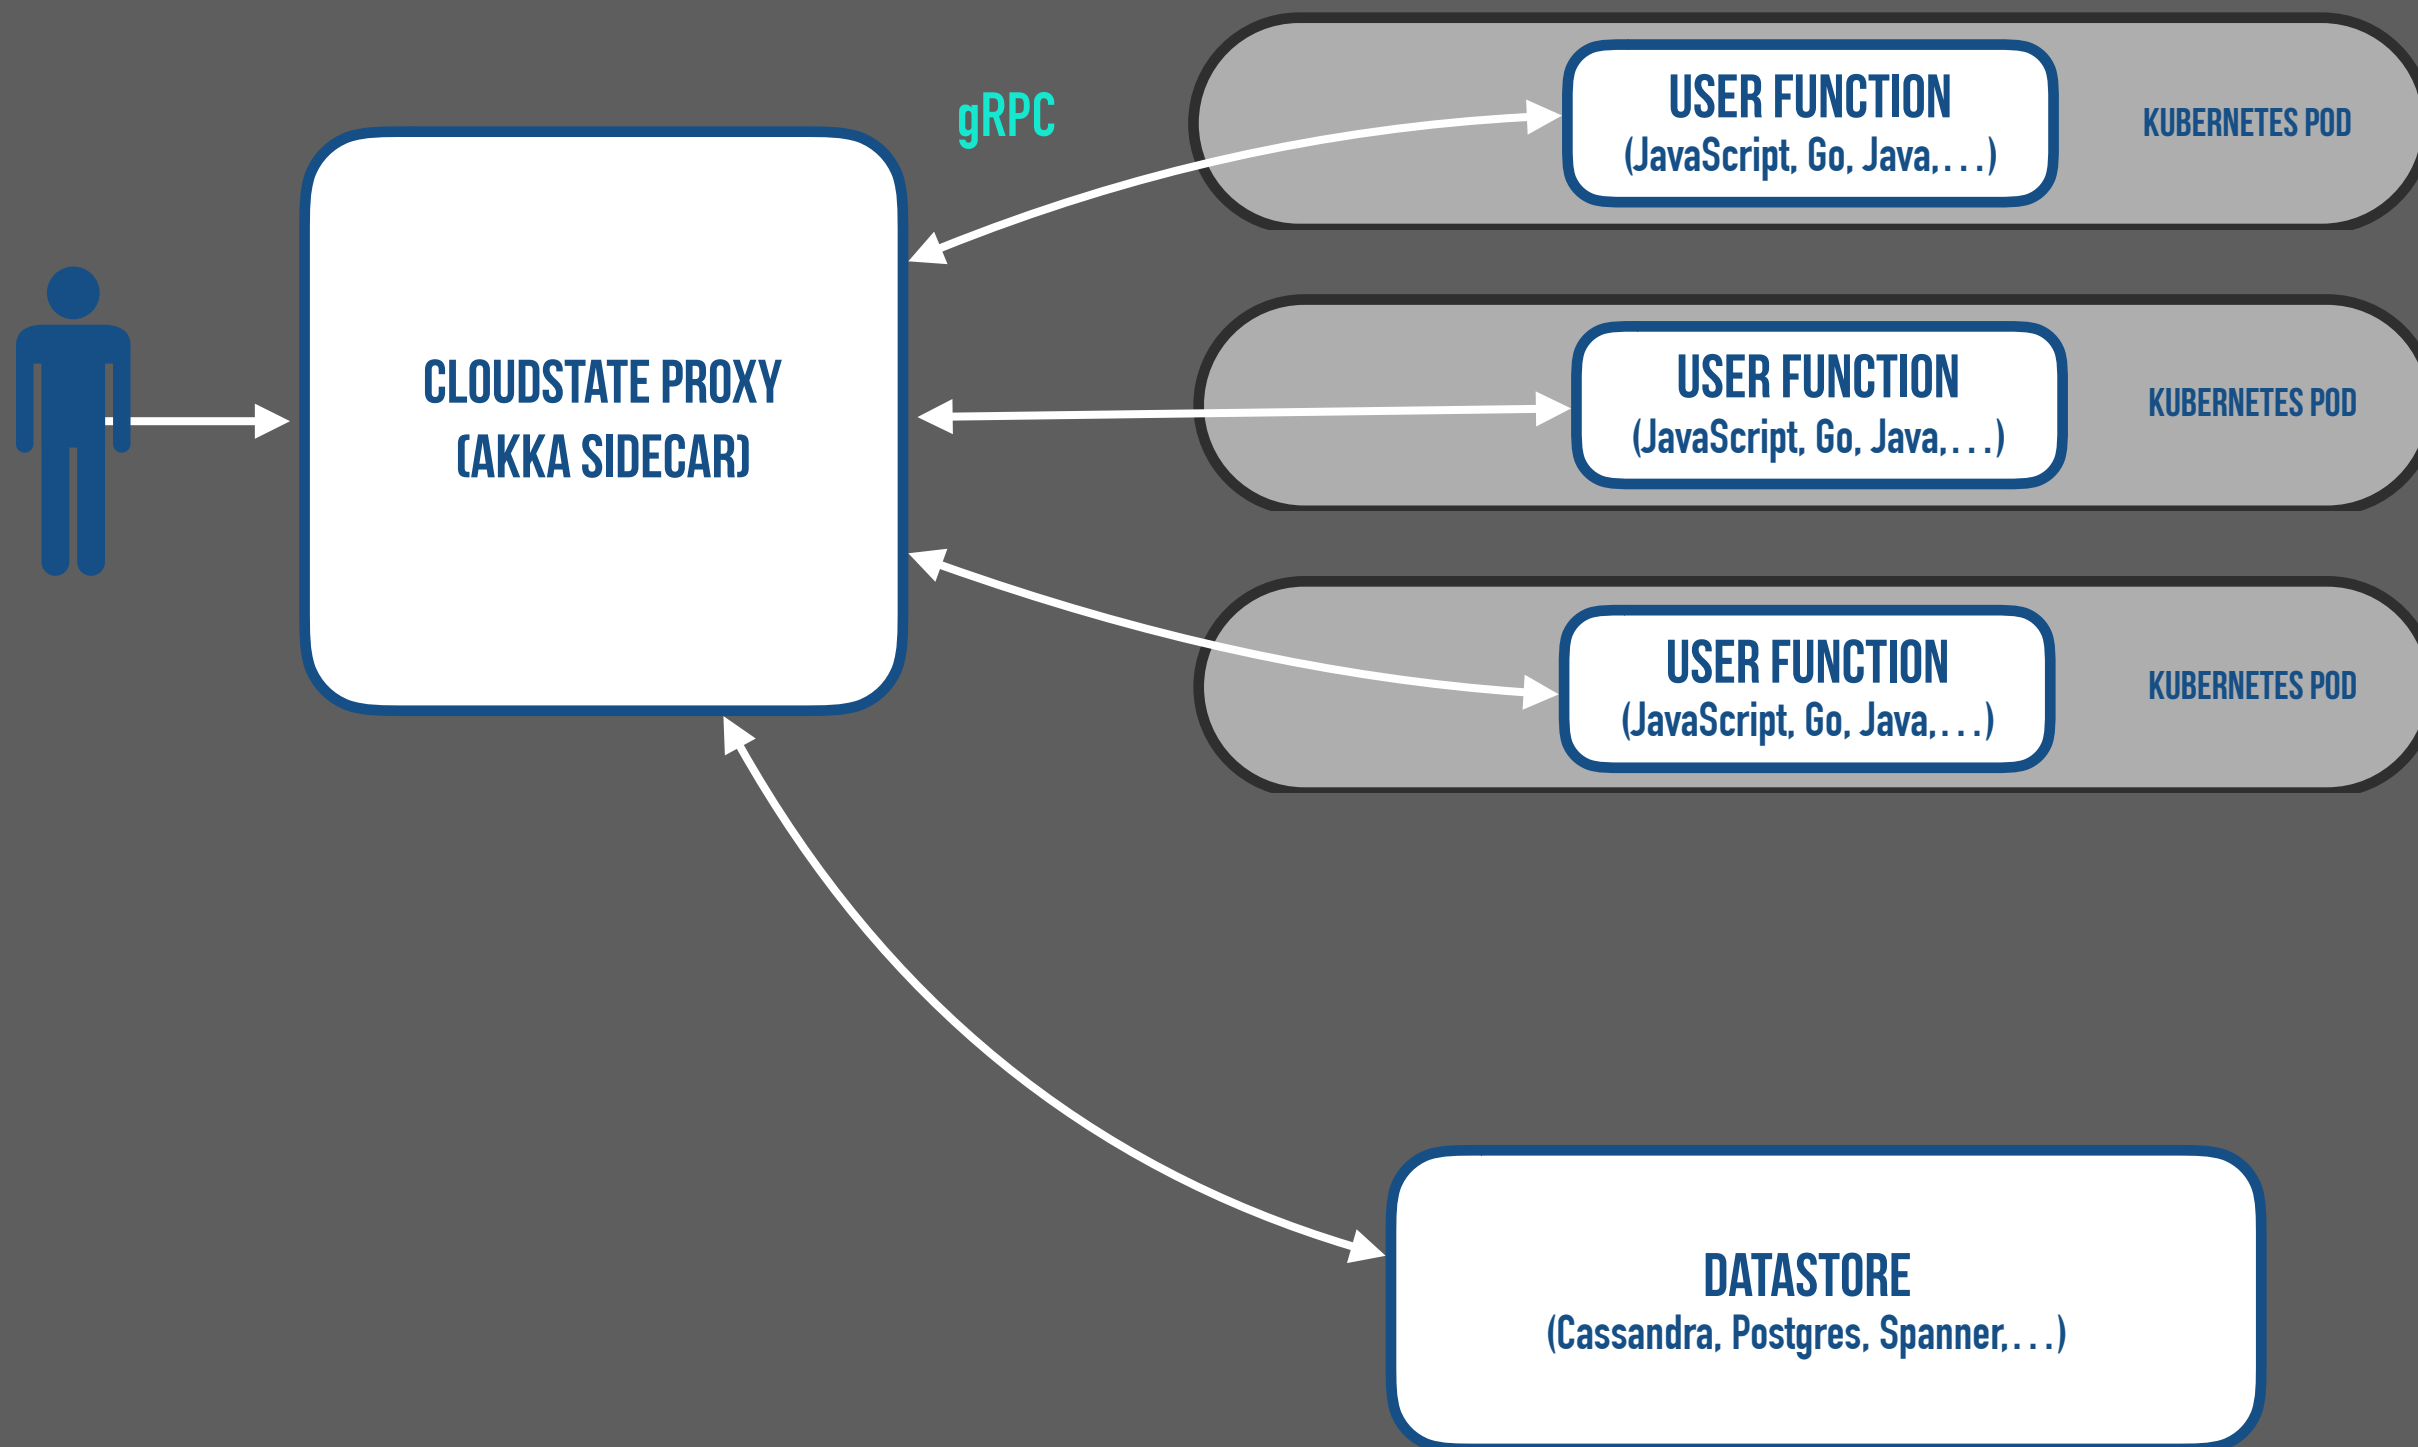 gRPC
USER FUNCTION
(JavaScript, Go, Java,...)
KUBERNETES POD
CLOUDSTATE PROXY
(AKKA SIDECAR)
USER FUNCTION
(JavaScript, Go, Java,...)
KUBERNETES POD
USER FUNCTION
(JavaScript, Go, Java,...)
KUBERNETES POD
DATASTORE
(Cassandra, Postgres, Spanner,...)